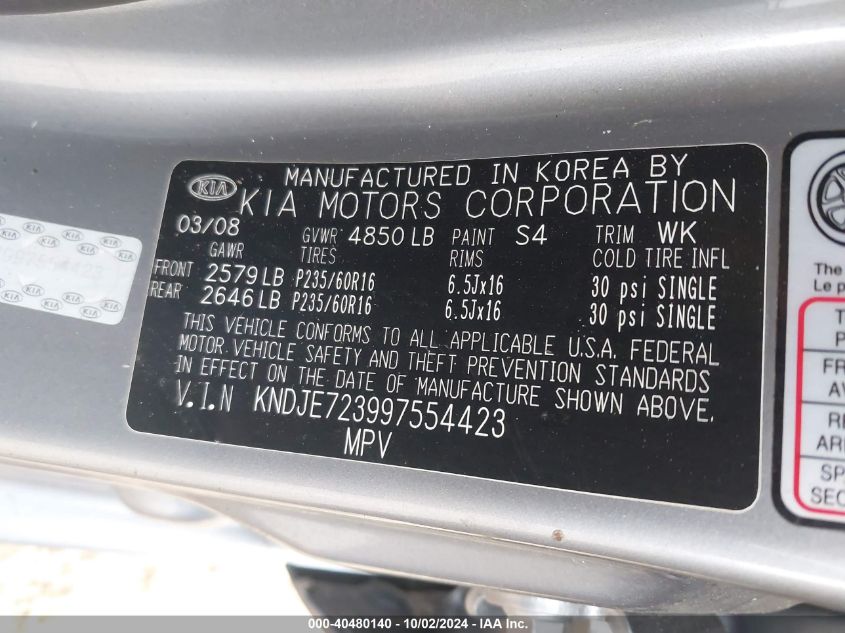 MANUFACTURED IN KOREA BY
KIA KIA MOTORS CORPORATION
03/08 GVWR 4850 LB PAINT S4 TRIM WK
GAWR TIRES RIMS COLD TIRE INFL
FRONT 2579 LB P235/60R16 6.5Jx16 30 psi SINGLE
REAR 2646 LB P235/60R16 6.5Jx16 30 psi SINGLE
THIS VEHICLE CONFORMS TO ALL APPLICABLE U.S.A. FEDERAL
MOTOR VEHICLE SAFETY AND THEFT PREVENTION STANDARDS
IN EFFECT ON THE DATE OF MANUFACTURE SHOWN ABOVE.
V.I.N KNDJE723997554423
MPV
The
Le p
000-40480140 - 10/02/2024 - IAA Inc.